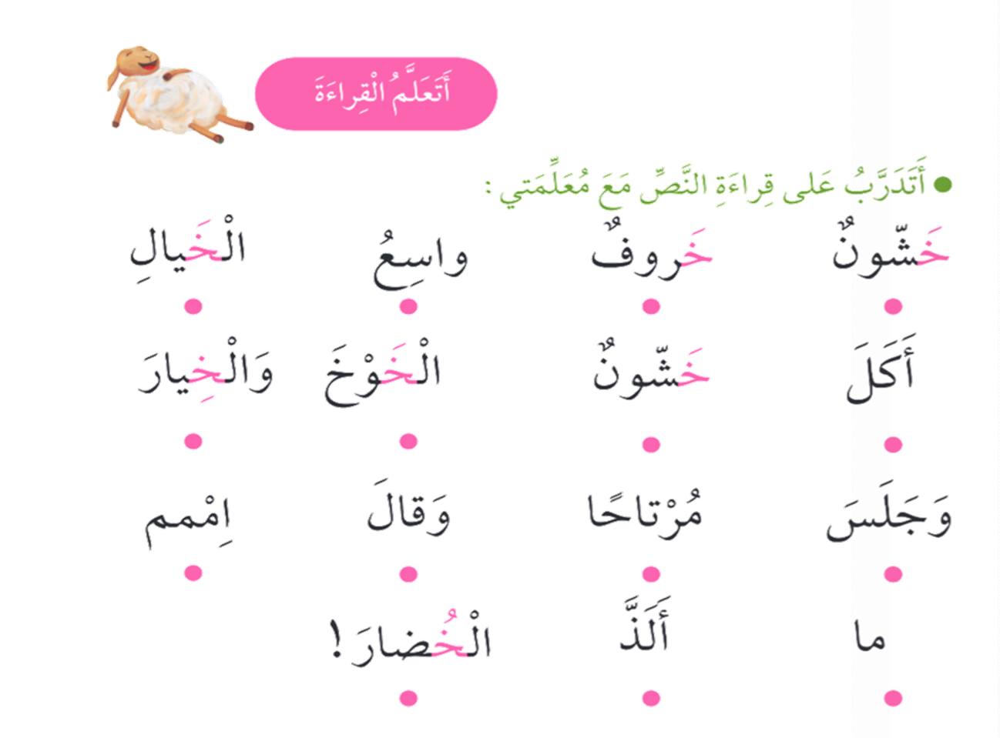 أَتَعَلَّمُ الْقِراءَةَ
● أَتَدَرَّبُ عَلى قِراءَةِ النَّصِّ مَعَ مُعَلِّمَتي :
خَشّونٌ خَروفٌ واسِعُ الْخَيالِ
أَكَلَ خَشّونٌ الْخَوْخَ وَالْخِيارَ
وَجَلَسَ مُرْتاحًا وَقالَ اِمْممم
ما أَلَذَّ الْخُضارَ !